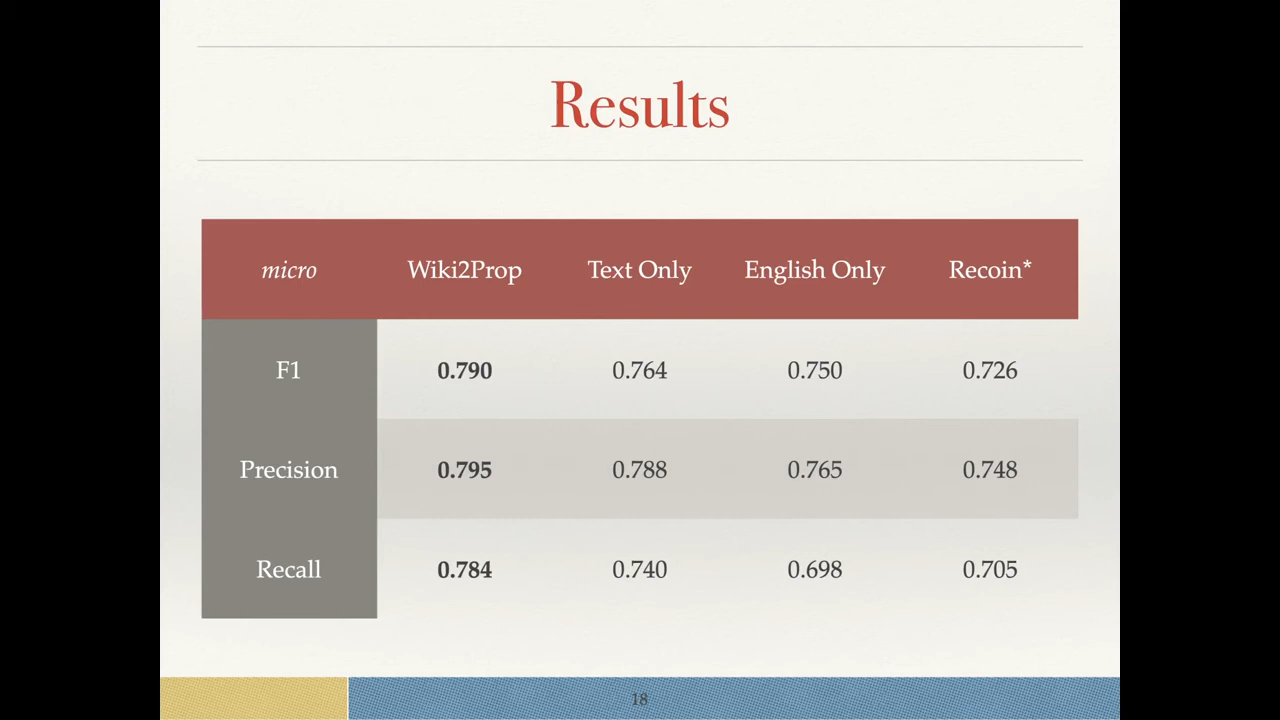 Results
micro Wiki2Prop Text Only English Only Recoin*
F1 0.790 0.764 0.750 0.726
Precision 0.795 0.788 0.765 0.748
Recall 0.784 0.740 0.698 0.705
18